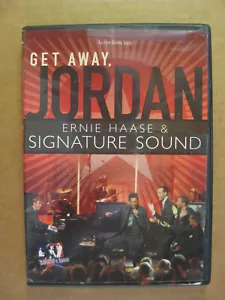 GET AWAY,
JORDAN
ERNIE HAASE &
SIGNATURE SOUND